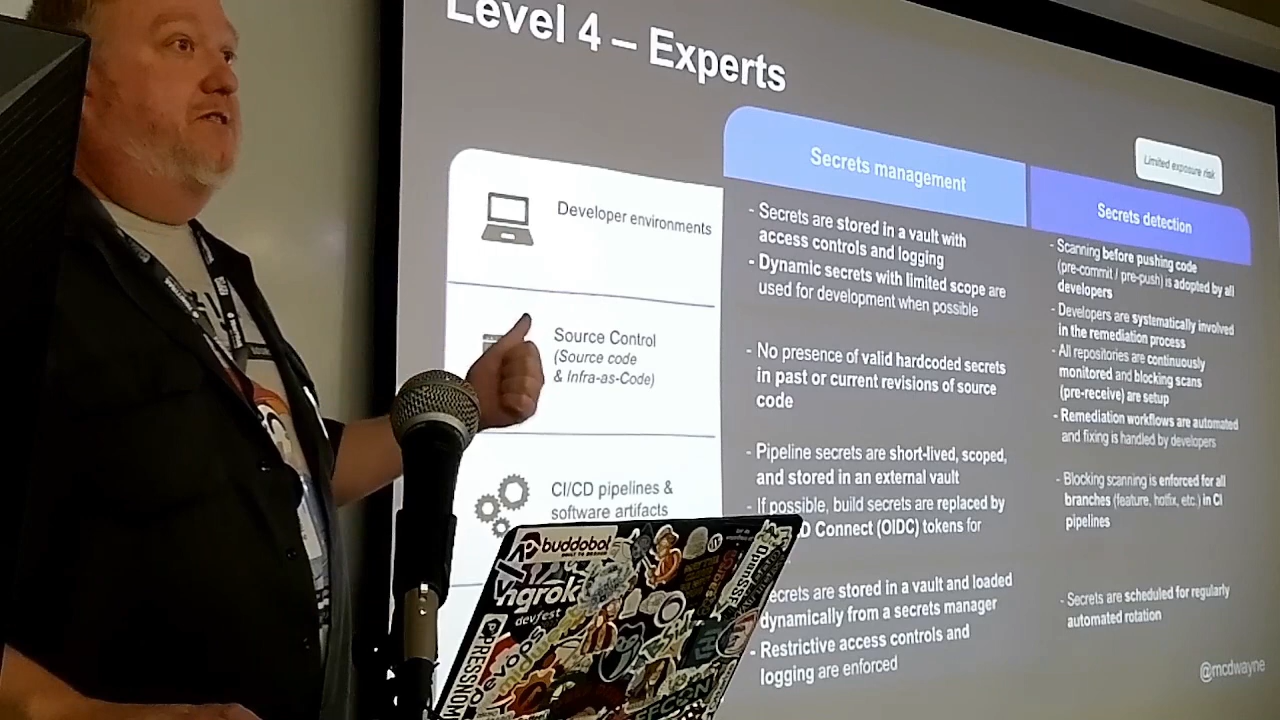 Level 4 – Experts
Limited exposure risk
Secrets management
Secrets detection
Developer environments
- Secrets are stored in a vault with
access controls and logging
- Dynamic secrets with limited scope are
used for development when possible
- Scanning before pushing code
(pre-commit / pre-push) is adopted by all
developers
- Developers are systematically involved
in the remediation process
Source Control
(Source code
& Infra-as-Code)
- No presence of valid hardcoded secrets
in past or current revisions of source
code
- All repositories are continuously
monitored and blocking scans
(pre-receive) are setup
- Remediation workflows are automated
and fixing is handled by developers
CI/CD pipelines &
software artifacts
- Pipeline secrets are short-lived, scoped,
and stored in an external vault
- If possible, build secrets are replaced by
D Connect (OIDC) tokens for
- Blocking scanning is enforced for all
branches (feature, hotfix, etc.) in CI
pipelines
ecrets are stored in a vault and loaded
dynamically from a secrets manager
- Restrictive access controls and
logging are enforced
- Secrets are scheduled for regularly
automated rotation
@mcdwayne
buddobot
ngrok
devfest
PRESSNOM
OpenSSF